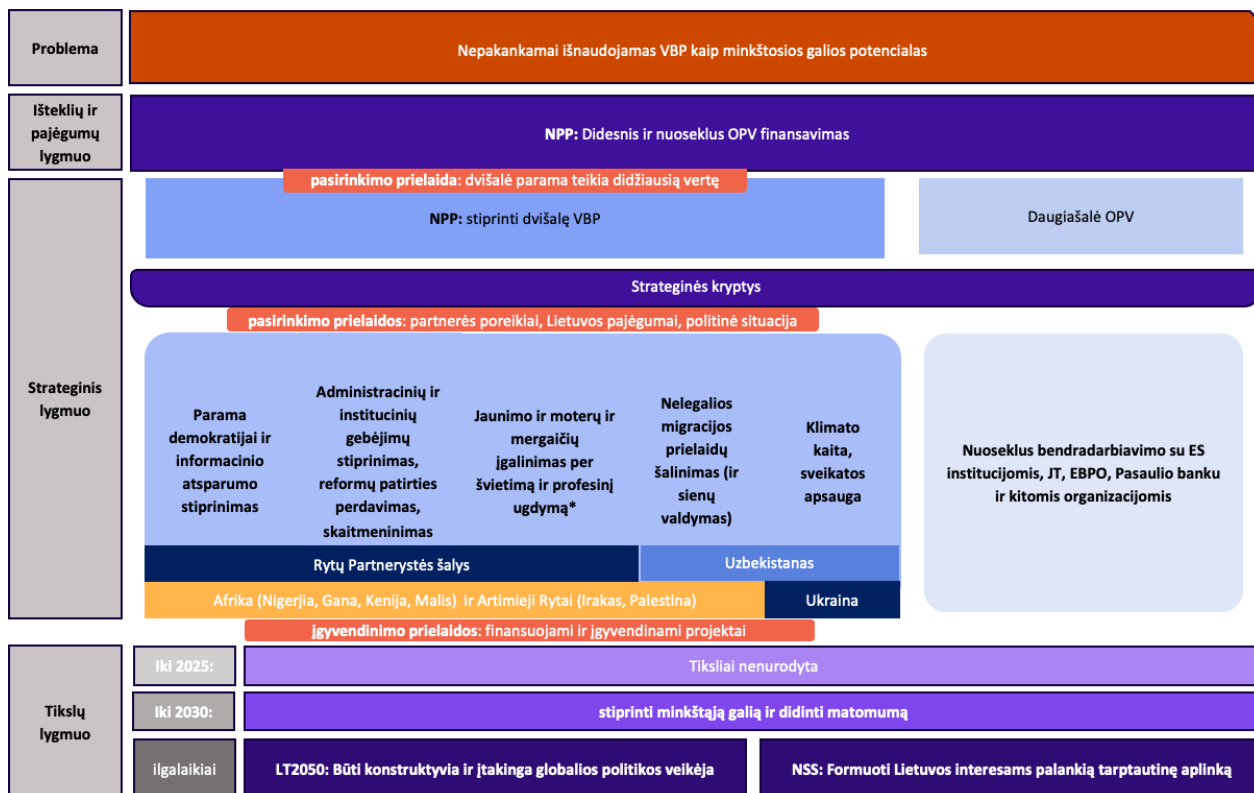 Problema
Nepakankamai išnaudojamas VBP kaip minkštosios galios potencialas
Išteklių ir
pajėgumų
lygmuo
NPP: Didesnis ir nuoseklus OPV finansavimas
pasirinkimo prielaida: dvišalė parama teikia didžiausią vertę
NPP: stiprinti dvišalę VBP
Daugiašalė OPV
Strateginės kryptys
pasirinkimo prielaidos: partnerės poreikiai, Lietuvos pajėgumai, politinė situacija
Strateginis
lygmuo
Parama
demokratijai ir
informacinio
atsparumo
stiprinimas
Administracinių ir
institucinių
gebėjimų
stiprinimas,
reformų patirties
perdavimas,
skaitmeninimas
Jaunimo ir moterų ir
mergaičių
įgalinimas per
švietimą ir profesinį
ugdymą*
Nelegalios
migracijos
prielaidų
šalinimas (ir
sienų
valdymas)
Klimato
kaita,
sveikatos
apsauga
Nuoseklus bendradarbiavimo su ES
institucijomis, JT, EBPO, Pasaulio banku
ir kitomis organizacijomis
Rytų Partnerystės šalys
Uzbekistanas
Afrika (Nigerjia, Gana, Kenija, Malis) ir Artimieji Rytai (Irakas, Palestina)
Ukraina
įgyvendinimo prielaidos: finansuojami ir įgyvendinami projektai
Tikslų
lygmuo
Iki 2025:
Tiksliai nenurodyta
Iki 2030:
stiprinti minkštąją galią ir didinti matomumą
ilgalaikiai
LT2050: Būti konstruktyvia ir įtakinga globalios politikos veikėja
NSS: Formuoti Lietuvos interesams palankią tarptautinę aplinką